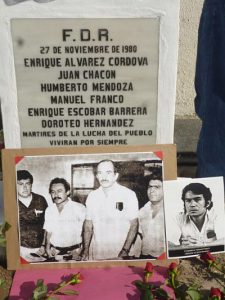 F. D. R.
27 DE NOVIEMBRE DE 1980
ENRIQUE ALVAREZ CORDOVA
JUAN CHACON
HUMBERTO MENDOZA
MANUEL FRANCO
ENRIQUE ESCOBAR BARRERA
DOROTEO HERNANDEZ
MARTIRES DE LA LUCHA DEL PUEBLO
VIVIRAN POR SIEMPRE